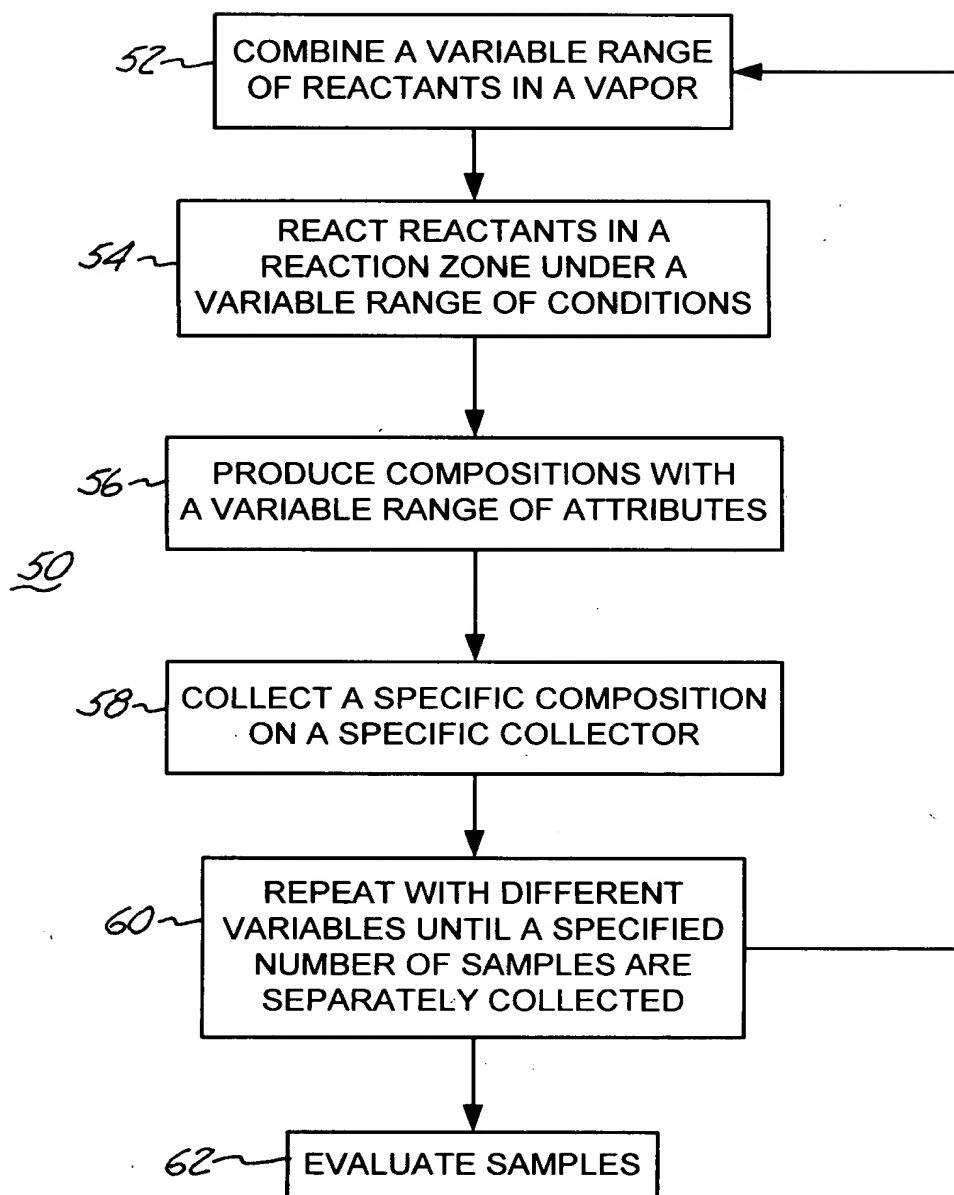 52
COMBINE A VARIABLE RANGE
OF REACTANTS IN A VAPOR
54
REACT REACTANTS IN A
REACTION ZONE UNDER A
VARIABLE RANGE OF CONDITIONS
56
PRODUCE COMPOSITIONS WITH
A VARIABLE RANGE OF ATTRIBUTES
50
58
COLLECT A SPECIFIC COMPOSITION
ON A SPECIFIC COLLECTOR
60
REPEAT WITH DIFFERENT
VARIABLES UNTIL A SPECIFIED
NUMBER OF SAMPLES ARE
SEPARATELY COLLECTED
62
EVALUATE SAMPLES